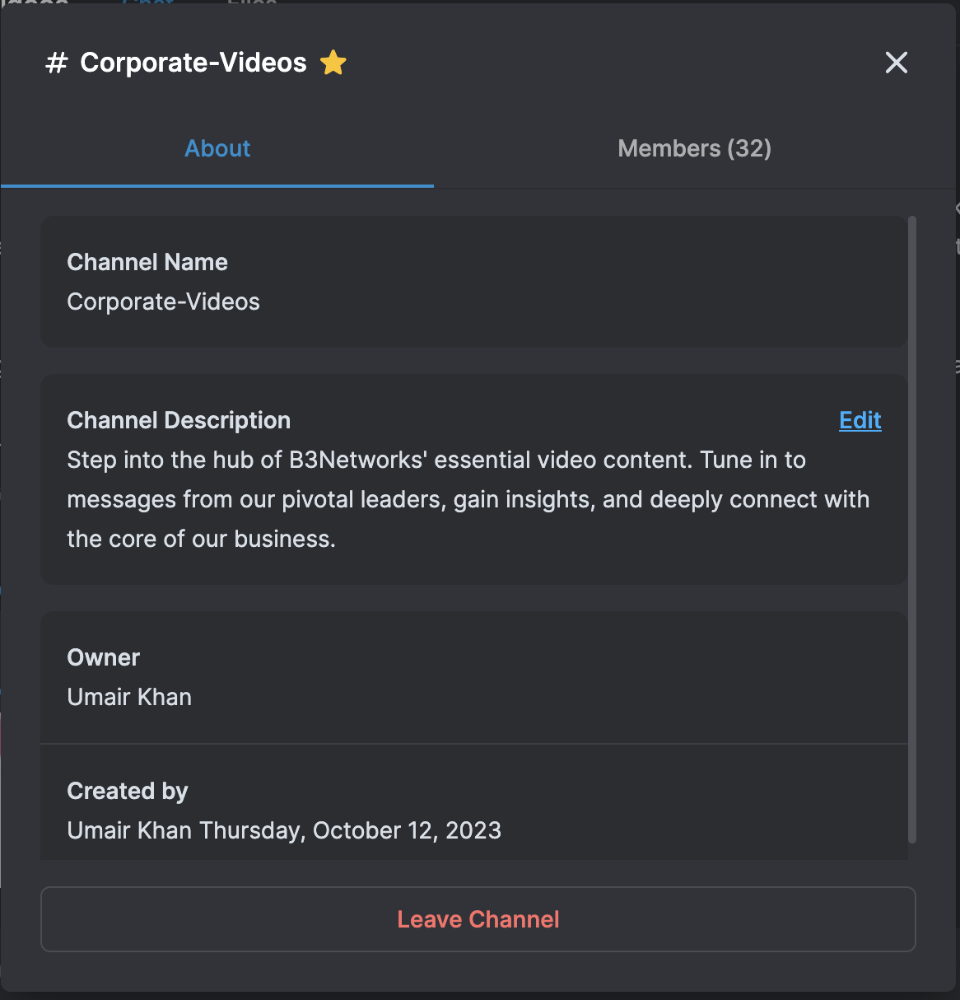 Chat
Files
# Corporate-Videos
About
Members (32)
Channel Name
Corporate-Videos
Channel Description
Edit
Step into the hub of B3Networks' essential video content. Tune in to
messages from our pivotal leaders, gain insights, and deeply connect with
the core of our business.
Owner
Umair Khan
Created by
Umair Khan Thursday, October 12, 2023
Leave Channel